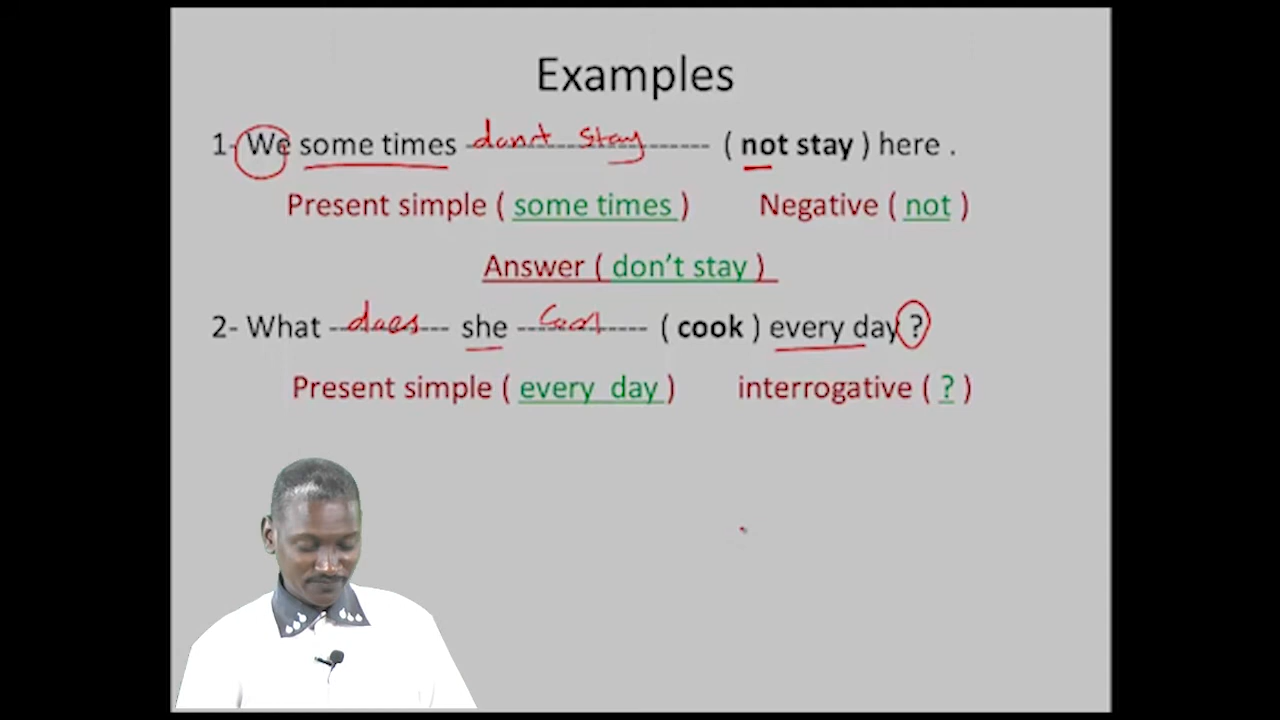 Examples
1- We some times don't stay ( not stay ) here .
Present simple ( some times ) Negative ( not )
Answer ( don't stay )
2- What does she cook ( cook ) every day ?
Present simple ( every day ) interrogative ( ? )